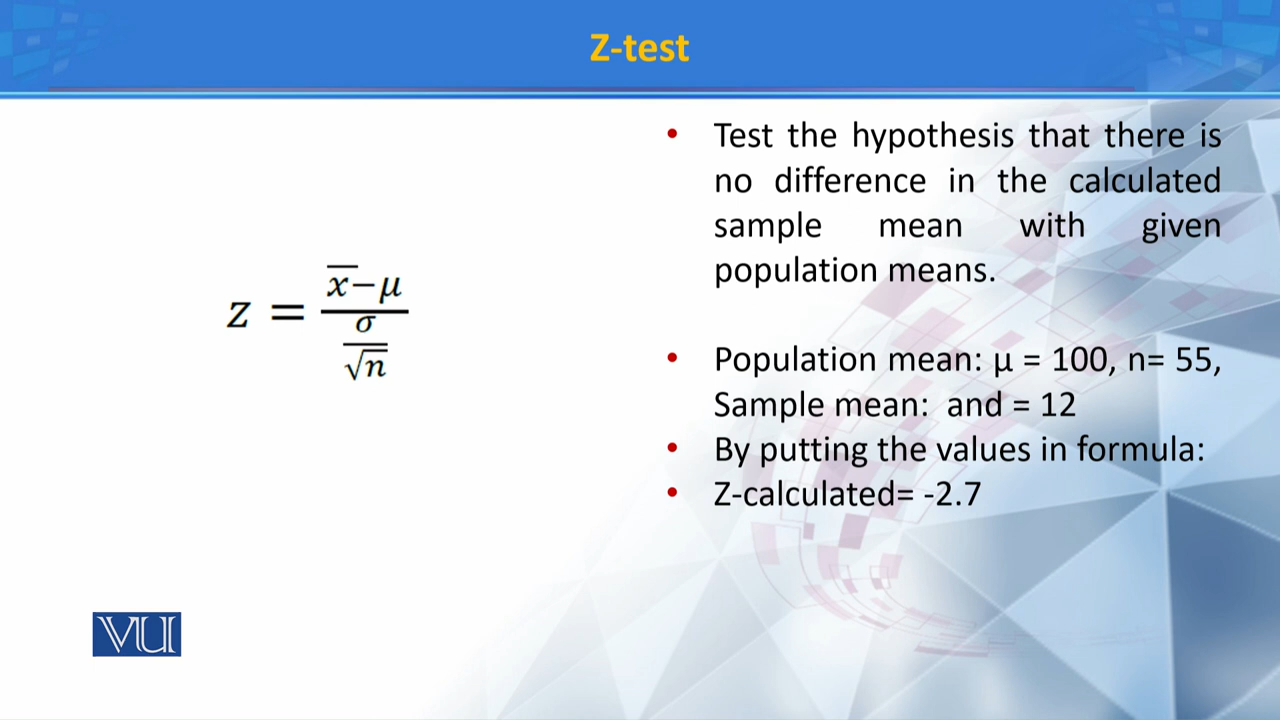 Z-test
• Test the hypothesis that there is
no difference in the calculated
sample mean with given
population means.
z = (x̅−μ)/(σ/√n)
• Population mean: μ = 100, n= 55,
Sample mean:  and = 12
• By putting the values in formula:
• Z-calculated= -2.7
VU